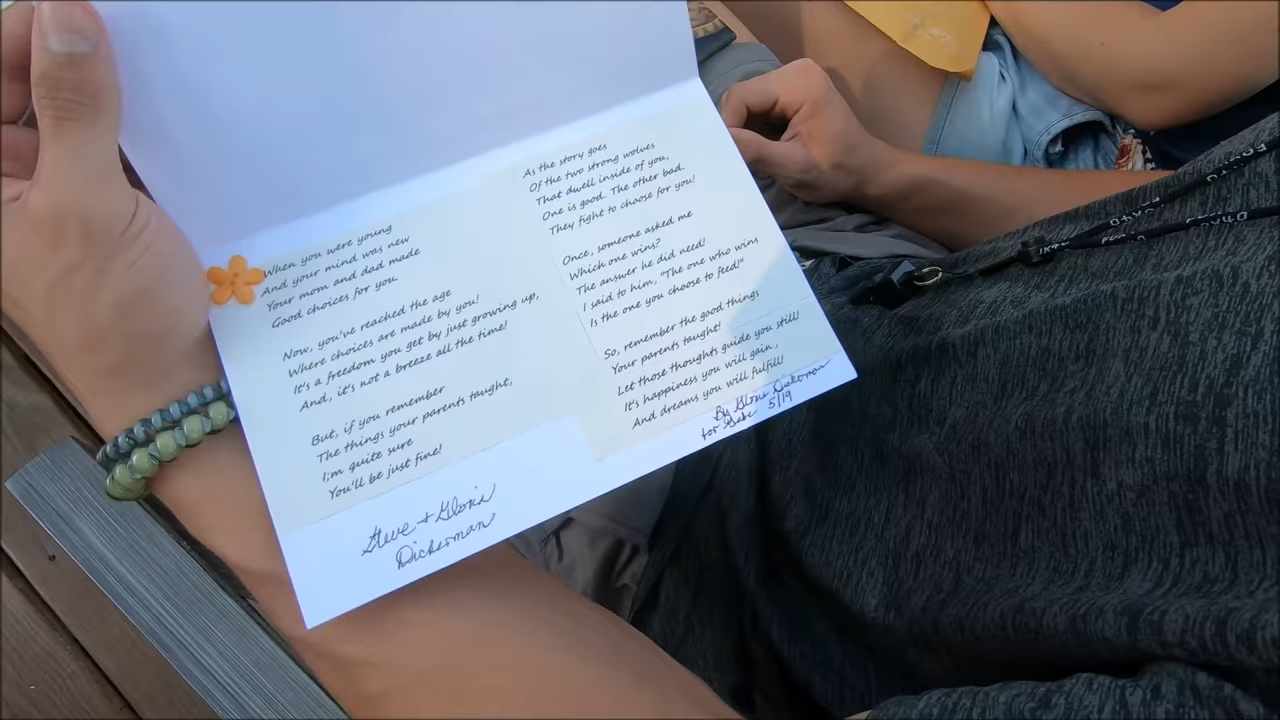 When you were young
And your mind was new
Your mom and dad made
Good choices for you.
Now, you've reached the age
Where choices are made by you!
It's a freedom you get by just growing up,
And, it's not a breeze all the time!
But, if you remember
The things your parents taught,
I;m quite sure
You'll be just fine!
Steve + Gloria
Dickerman
As the story goes
Of the two strong wolves
That dwell inside of you,
One is good. The other bad.
They fight to choose for you!
Once, someone asked me
Which one wins?
The answer he did need!
I said to him, "The one who wins
Is the one you choose to feed!"
So, remember the good things
Your parents taught!
Let those thoughts guide you still!
It's happiness you will gain,
And dreams you will fulfill!
By Gloria Dickerman
for Gabe 5/19